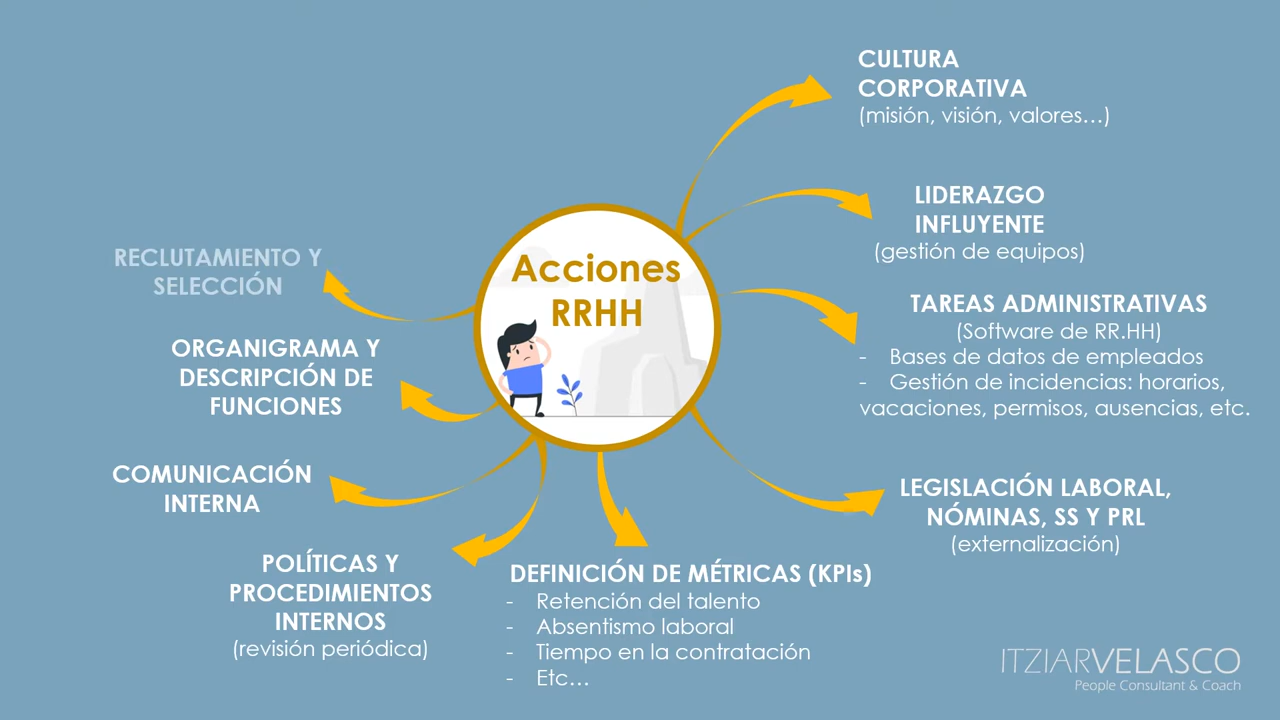 Acciones
RRHH
CULTURA
CORPORATIVA
(misión, visión, valores…)
LIDERAZGO
INFLUYENTE
(gestión de equipos)
TAREAS ADMINISTRATIVAS
(Software de RR.HH)
- Bases de datos de empleados
- Gestión de incidencias: horarios,
vacaciones, permisos, ausencias, etc.
LEGISLACIÓN LABORAL,
NÓMINAS, SS Y PRL
(externalización)
DEFINICIÓN DE MÉTRICAS (KPIs)
- Retención del talento
- Absentismo laboral
- Tiempo en la contratación
- Etc…
POLÍTICAS Y
PROCEDIMIENTOS
INTERNOS
(revisión periódica)
COMUNICACIÓN
INTERNA
ORGANIGRAMA Y
DESCRIPCIÓN DE
FUNCIONES
RECLUTAMIENTO Y
SELECCIÓN
ITZIARVELASCO
People Consultant & Coach